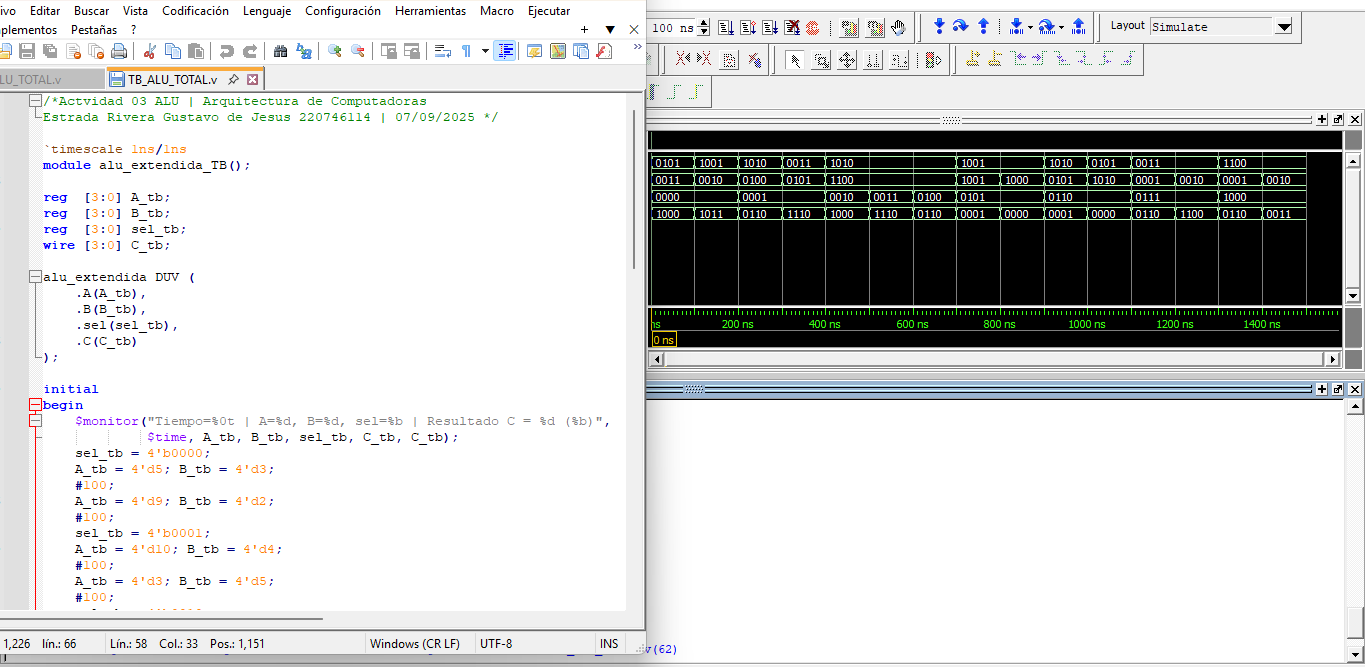 ivo Editar Buscar Vista Codificación Lenguaje Configuración Herramientas Macro Ejecutar
plementos Pestañas ?
LU_TOTAL.v TB_ALU_TOTAL.v
/*Actvidad 03 ALU | Arquitectura de Computadoras
Estrada Rivera Gustavo de Jesus 220746114 | 07/09/2025 */
`timescale 1ns/1ns
module alu_extendida_TB();
reg [3:0] A_tb;
reg [3:0] B_tb;
reg [3:0] sel_tb;
wire [3:0] C_tb;
alu_extendida DUV (
.A(A_tb),
.B(B_tb),
.sel(sel_tb),
.C(C_tb)
);
initial
begin
$monitor("Tiempo=%0t | A=%d, B=%d, sel=%b | Resultado C = %d (%b)",
$time, A_tb, B_tb, sel_tb, C_tb, C_tb);
sel_tb = 4'b0000;
A_tb = 4'd5; B_tb = 4'd3;
#100;
A_tb = 4'd9; B_tb = 4'd2;
#100;
sel_tb = 4'b0001;
A_tb = 4'd10; B_tb = 4'd4;
#100;
A_tb = 4'd3; B_tb = 4'd5;
#100;
1,226 lín.: 66 Lín.: 58 Col.: 33 Pos.: 1,151 Windows (CR LF) UTF-8 INS
100 ns Layout Simulate
0101 1001 1010 0011 1010 1001 1010 0101 0011 1100
0011 0010 0100 0101 1100 1001 1000 0101 1010 0001 0010 0001 0010
0000 0001 0010 0011 0100 0101 0110 0111 1000
1000 1011 0110 1110 1000 1110 0110 0001 0000 0001 0000 0110 1100 0110 0011
ns 200 ns 400 ns 600 ns 800 ns 1000 ns 1200 ns 1400 ns
0 ns
v(62)